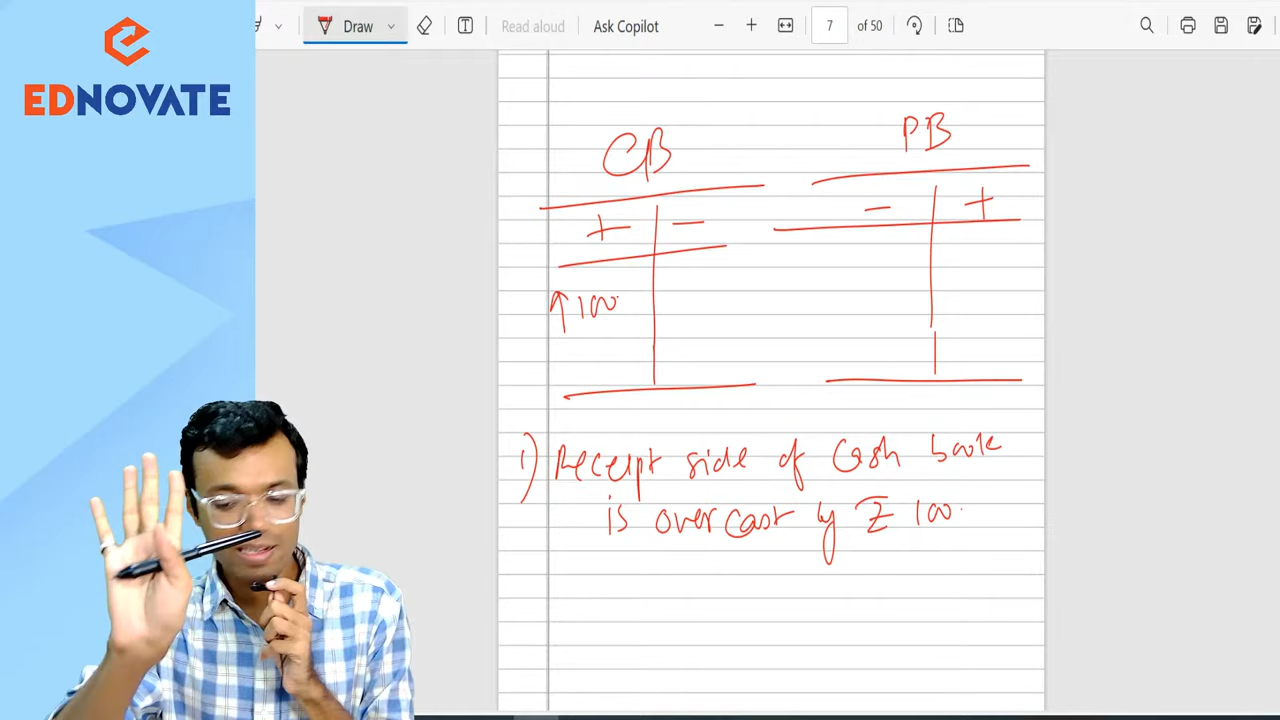 EDNOVATE
Draw
Read aloud
Ask Copilot
7 of 50
CB
PB
+ -
- +
↑100
1) Receipt side of Cash book
is overcast by ₹ 100.